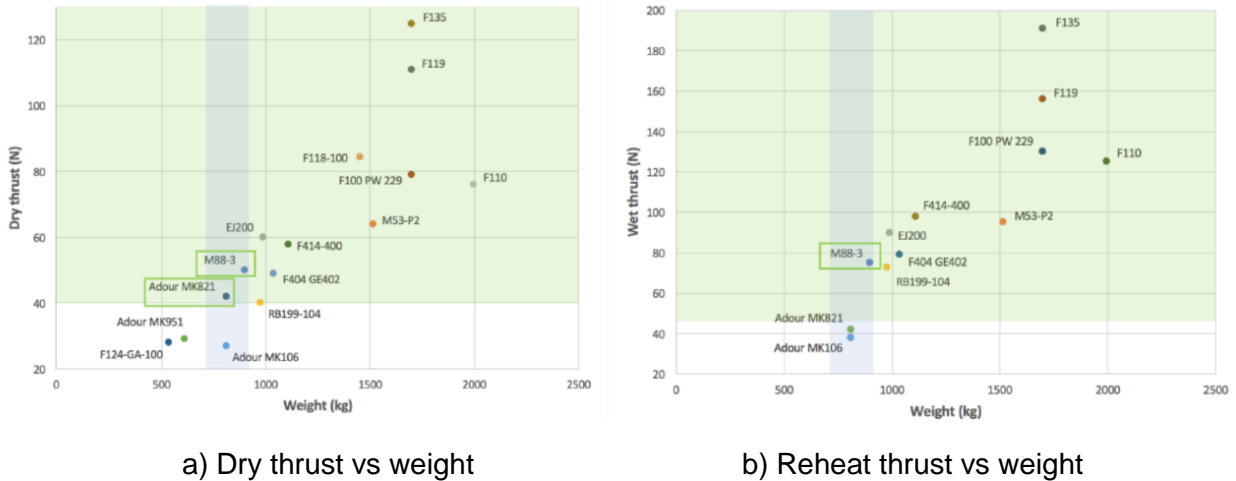 Dry thrust (N)
120
100
80
60
40
20
0
500
1000
1500
2000
2500
Weight (kg)
F135
F119
F118-100
F100 PW 229
F110
M53-P2
EJ200
F414-400
M88-3
F404 GE402
Adour MK821
RB199-104
Adour MK951
F124-GA-100
Adour MK106
a) Dry thrust vs weight
Wet thrust (N)
200
180
160
140
120
100
80
60
40
20
0
500
1000
1500
2000
2500
Weight (kg)
F135
F119
F100 PW 229
F110
F414-400
M53-P2
EJ200
M88-3
F404 GE402
RB199-104
Adour MK821
Adour MK106
b) Reheat thrust vs weight